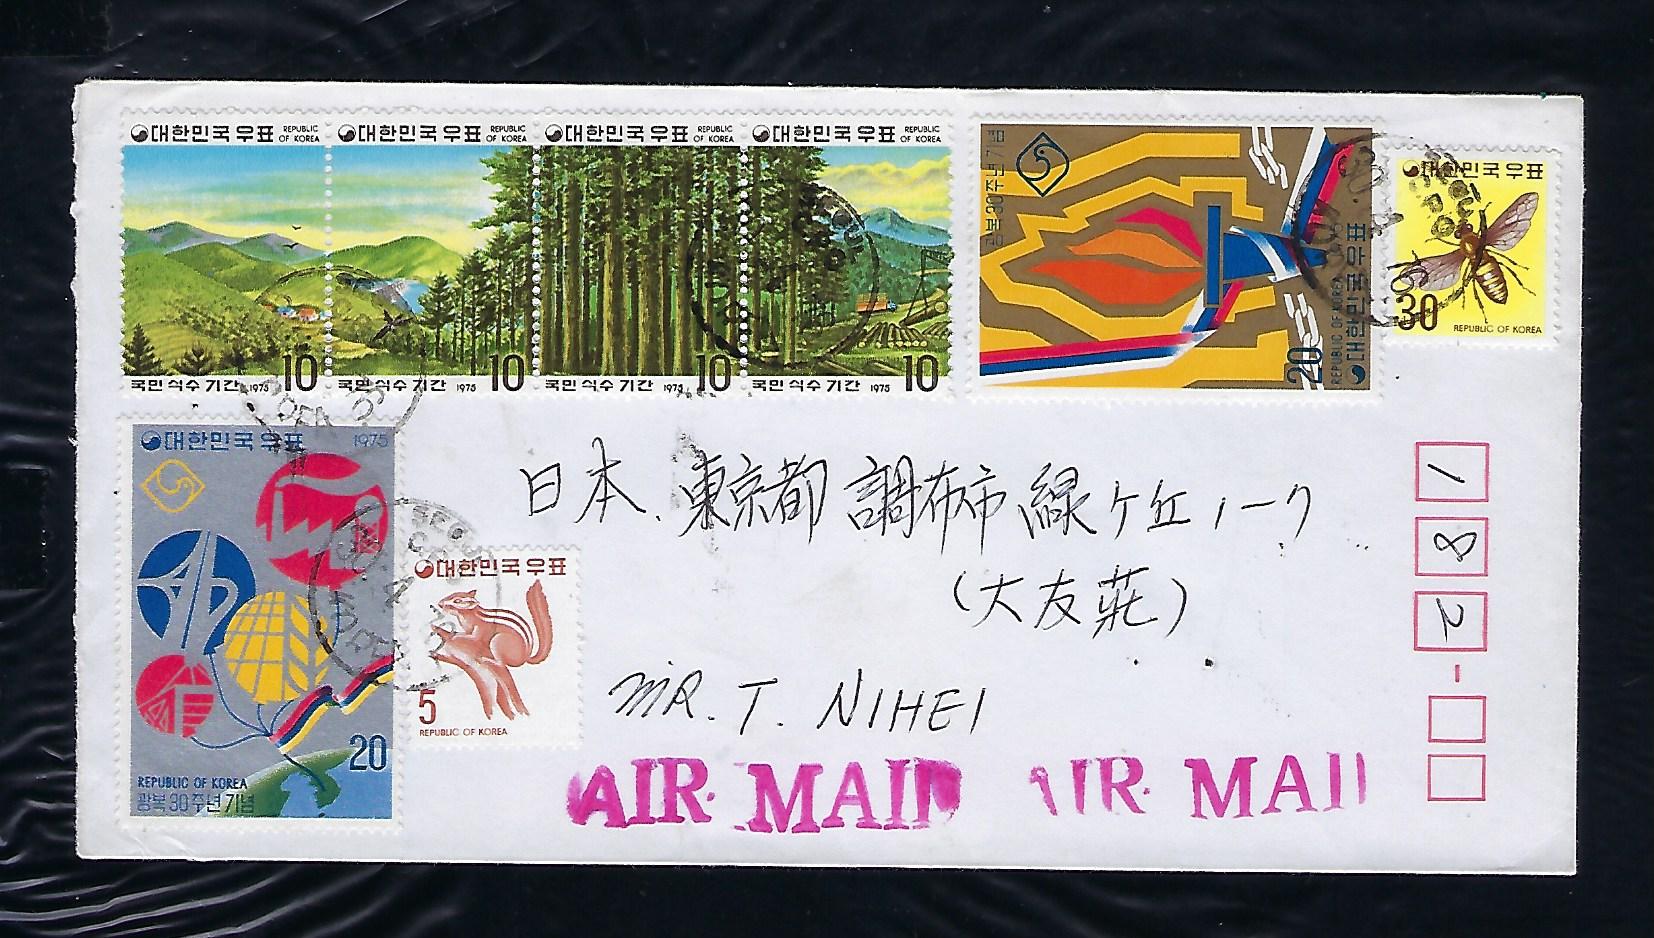 대한민국 우표 REPUBLIC OF KOREA
대한민국 우표 REPUBLIC OF KOREA
대한민국 우표 REPUBLIC OF KOREA
대한민국 우표 REPUBLIC OF KOREA
국민 식수 기간 1975 10
국민 식수 기간 1975 10
국민 식수 기간 1975 10
국민 식수 기간 1975 10
광복 30주년 기념
대한민국 우표
REPUBLIC OF KOREA 1975
20
대한민국 우표
30
REPUBLIC OF KOREA
대한민국 우표 1975
20
REPUBLIC OF KOREA
광복 30주년 기념
대한민국 우표
5
REPUBLIC OF KOREA
SEOUL
KOREA
182-
日本. 東京都 調布市 緑ケ丘 1-ーク
(大友莊)
MR. T. NIHEI
AIR MAIL AIR MAIL